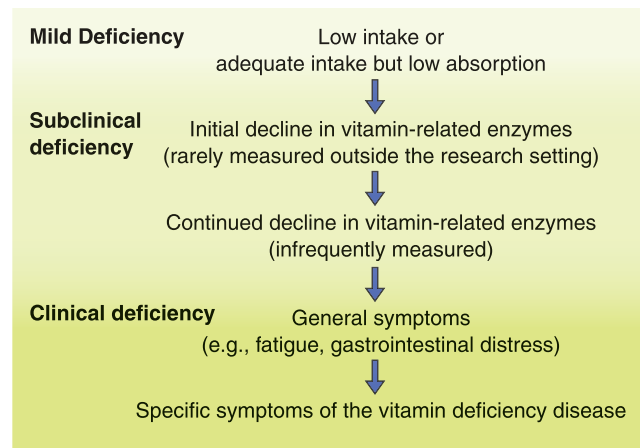 Mild Deficiency
Low intake or
adequate intake but low absorption
Subclinical
deficiency
Initial decline in vitamin-related enzymes
(rarely measured outside the research setting)
Continued decline in vitamin-related enzymes
(infrequently measured)
Clinical deficiency
General symptoms
(e.g., fatigue, gastrointestinal distress)
Specific symptoms of the vitamin deficiency disease